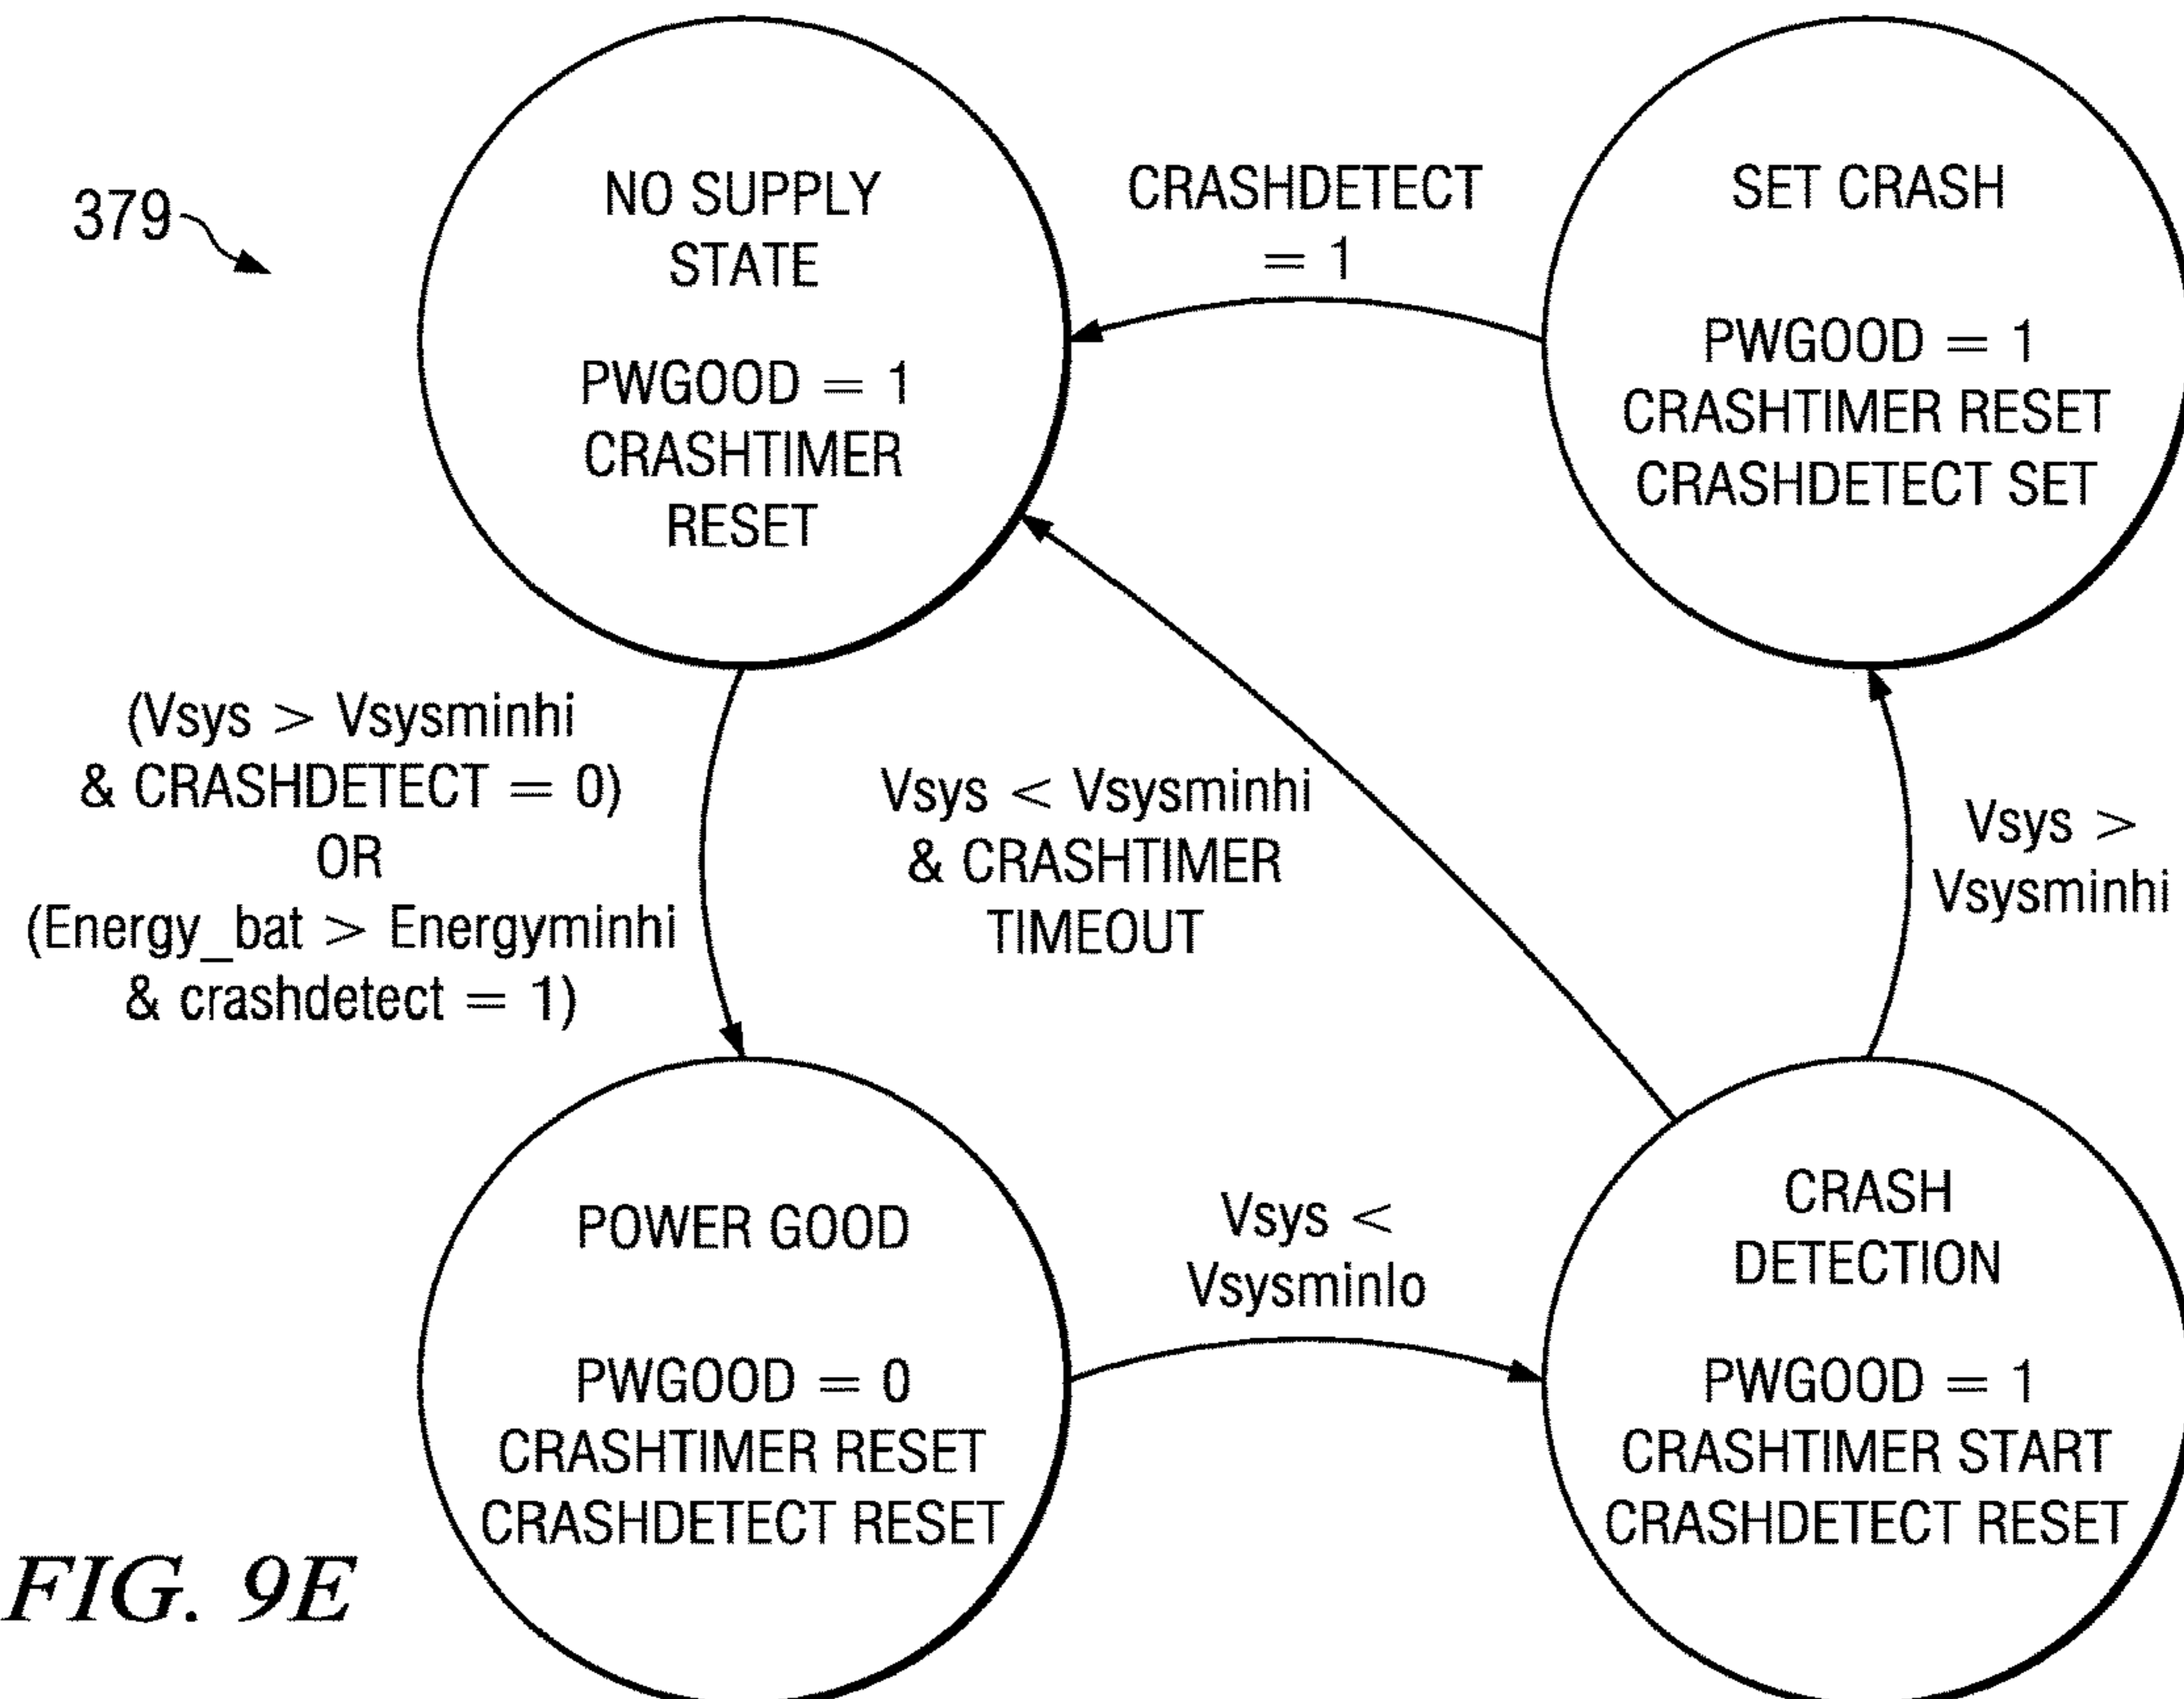 379
NO SUPPLY
STATE
PWGOOD = 1
CRASHTIMER
RESET
CRASHDETECT
= 1
SET CRASH
PWGOOD = 1
CRASHTIMER RESET
CRASHDETECT SET
(Vsys > Vsysminhi
& CRASHDETECT = 0)
OR
(Energy_bat > Energyminhi
& crashdetect = 1)
Vsys < Vsysminhi
& CRASHTIMER
TIMEOUT
Vsys >
Vsysminhi
POWER GOOD
PWGOOD = 0
CRASHTIMER RESET
CRASHDETECT RESET
Vsys <
Vsysminlo
CRASH
DETECTION
PWGOOD = 1
CRASHTIMER START
CRASHDETECT RESET
FIG. 9E